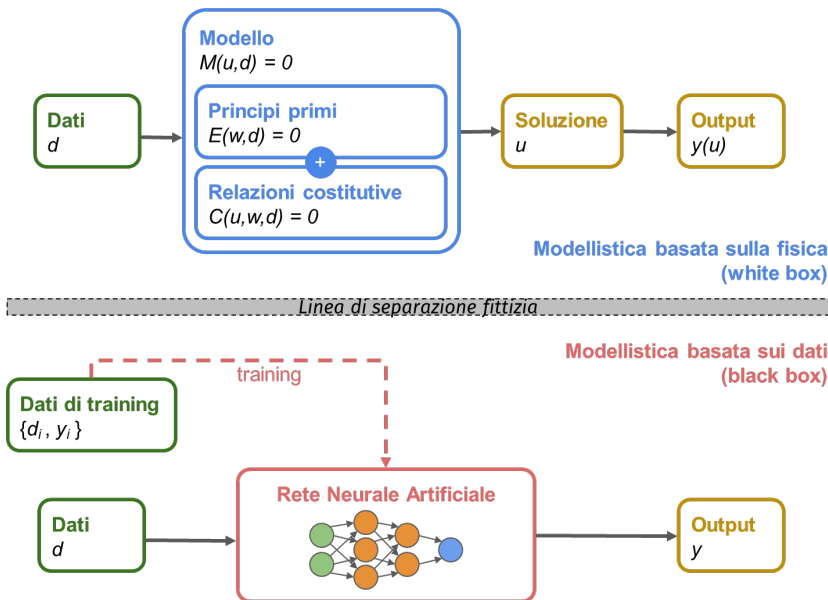 Modello
M(u,d) = 0
Dati
d
Principi primi
E(w,d) = 0
+
Relazioni costitutive
C(u,w,d) = 0
Soluzione
u
Output
y(u)
Modellistica basata sulla fisica
(white box)
Linea di separazione fittizia
Modellistica basata sui dati
(black box)
training
Dati di training
{dᵢ , yᵢ }
Rete Neurale Artificiale
Dati
d
Output
y